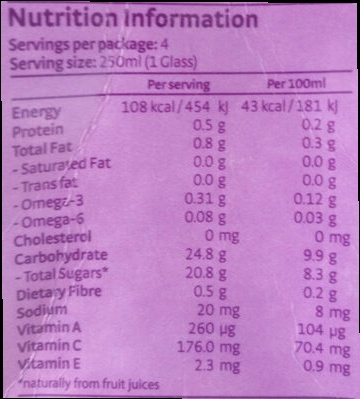 Nutrition Information
Servings per package: 4
Serving size: 250ml (1 Glass)
Per serving Per 100ml
Energy 108 kcal/454 kJ 43 kcal/181 kJ
Protein 0.5 g 0.2 g
Total Fat 0.8 g 0.3 g
- Saturated Fat 0.0 g 0.0 g
- Trans fat 0.0 g 0.0 g
- Omega-3 0.31 g 0.12 g
- Omega-6 0.08 g 0.03 g
Cholesterol 0 mg 0 mg
Carbohydrate 24.8 g 9.9 g
- Total Sugars* 20.8 g 8.3 g
Dietary Fibre 0.5 g 0.2 g
Sodium 20 mg 8 mg
Vitamin A 260 µg 104 µg
Vitamin C 176.0 mg 70.4 mg
Vitamin E 2.3 mg 0.9 mg
*naturally from fruit juices